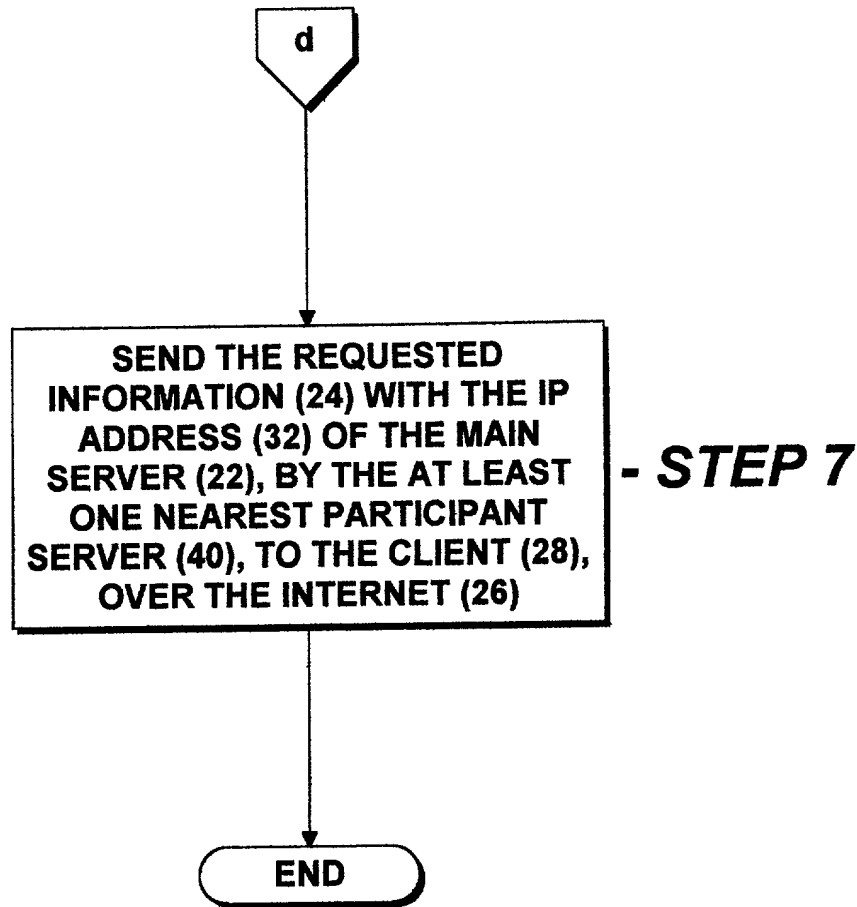 d
SEND THE REQUESTED
INFORMATION (24) WITH THE IP
ADDRESS (32) OF THE MAIN
SERVER (22), BY THE AT LEAST
ONE NEAREST PARTICIPANT
SERVER (40), TO THE CLIENT (28),
OVER THE INTERNET (26)
- STEP 7
END